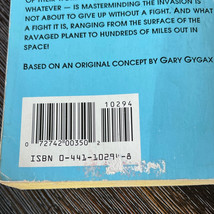 WHATEVER — IS MASTERMINDING THE INVASION IS
NOT ABOUT TO GIVE UP WITHOUT A FIGHT. AND WHAT
A FIGHT IT IS, RANGING FROM THE SURFACE OF THE
RAVAGED PLANET TO HUNDREDS OF MILES OUT IN
SPACE!
BASED ON AN ORIGINAL CONCEPT BY GARY GYGAX
10294
0 72742 00350 2
ISBN 0-441-10294-8